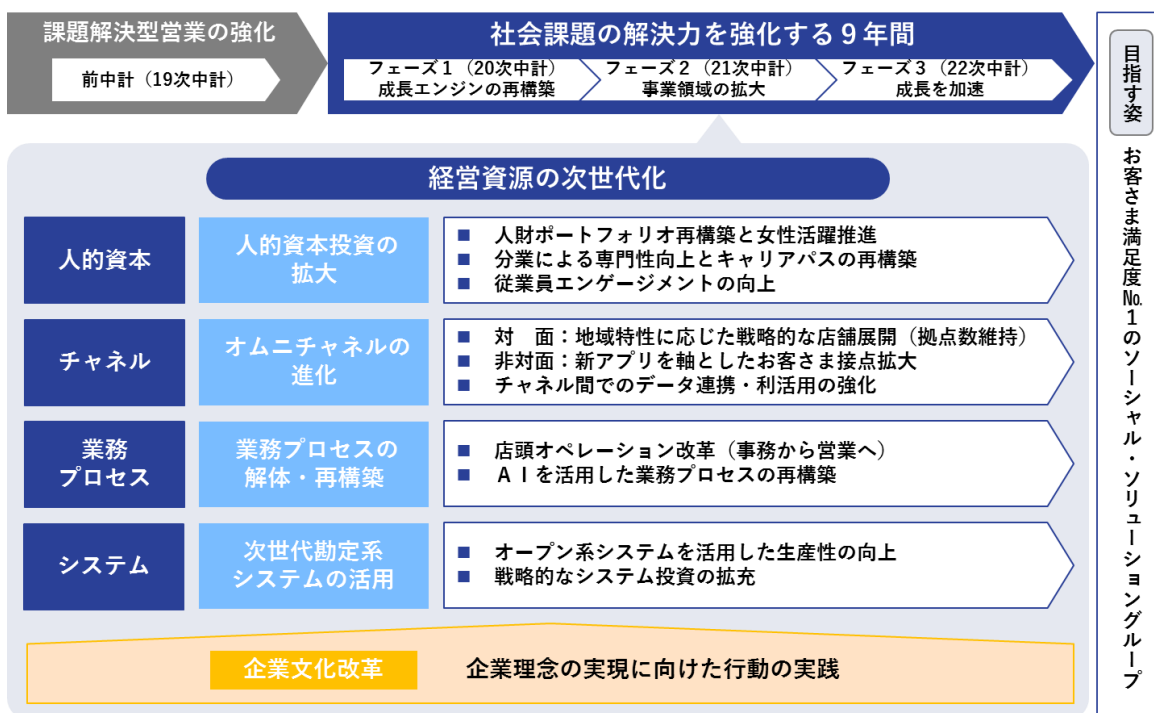 課題解決型営業の強化
前中計（19次中計）
社会課題の解決力を強化する９年間
フェーズ１（20次中計）
成長エンジンの再構築
フェーズ２（21次中計）
事業領域の拡大
フェーズ３（22次中計）
成長を加速
目指す姿
お客さま満足度№１のソーシャル・ソリューショングループ
経営資源の次世代化
人的資本
人的資本投資の
拡大
■ 人財ポートフォリオ再構築と女性活躍推進
■ 分業による専門性向上とキャリアパスの再構築
■ 従業員エンゲージメントの向上
チャネル
オムニチャネルの
進化
■ 対　面：地域特性に応じた戦略的な店舗展開（拠点数維持）
■ 非対面：新アプリを軸としたお客さま接点拡大
■ チャネル間でのデータ連携・利活用の強化
業務
プロセス
業務プロセスの
解体・再構築
■ 店頭オペレーション改革（事務から営業へ）
■ ＡＩを活用した業務プロセスの再構築
システム
次世代勘定系
システムの活用
■ オープン系システムを活用した生産性の向上
■ 戦略的なシステム投資の拡充
企業文化改革
企業理念の実現に向けた行動の実践